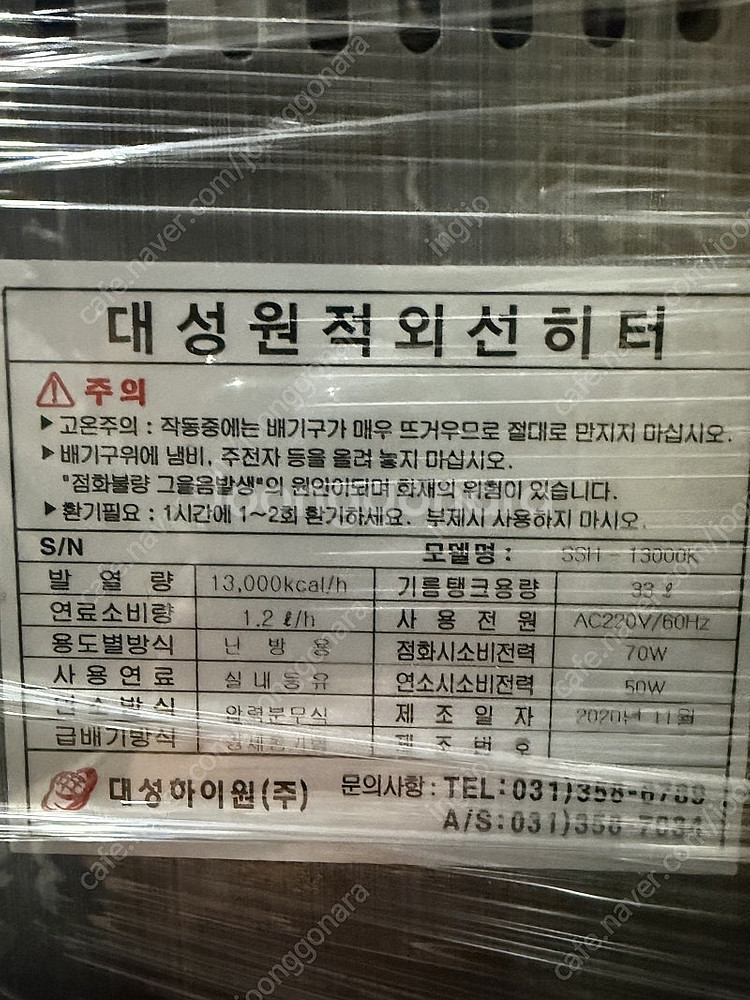 대성원적외선히터
⚠ 주의
▶고온주의 : 작동중에는 배기구가 매우 뜨거우므로 절대로 만지지 마십시오.
▶배기구위에 냄비, 주전자 등을 올려 놓지 마십시오.
"점화불량 그을음발생"의 원인이되며 화재의 위험이 있습니다.
▶환기필요 : 1시간에 1~2회 환기하세요. 부제시 사용하지 마시오.
S/N 모델명 : SSH - 13000K
발열량 13,000kcal/h 기름탱크용량 33 ℓ
연료소비량 1.2 ℓ/h 사용전원 AC220V/60Hz
용도별방식 난방용 점화시소비전력 70W
사용연료 실내등유 연소시소비전력 50W
연소방식 압력분무식 제조일자 2020년 11월
급배기방식 제조번호
대성하이원(주) 문의사항 : TEL:031)358-
A/S:031)358-
cafe.naver.com/joonggonara
ingijo